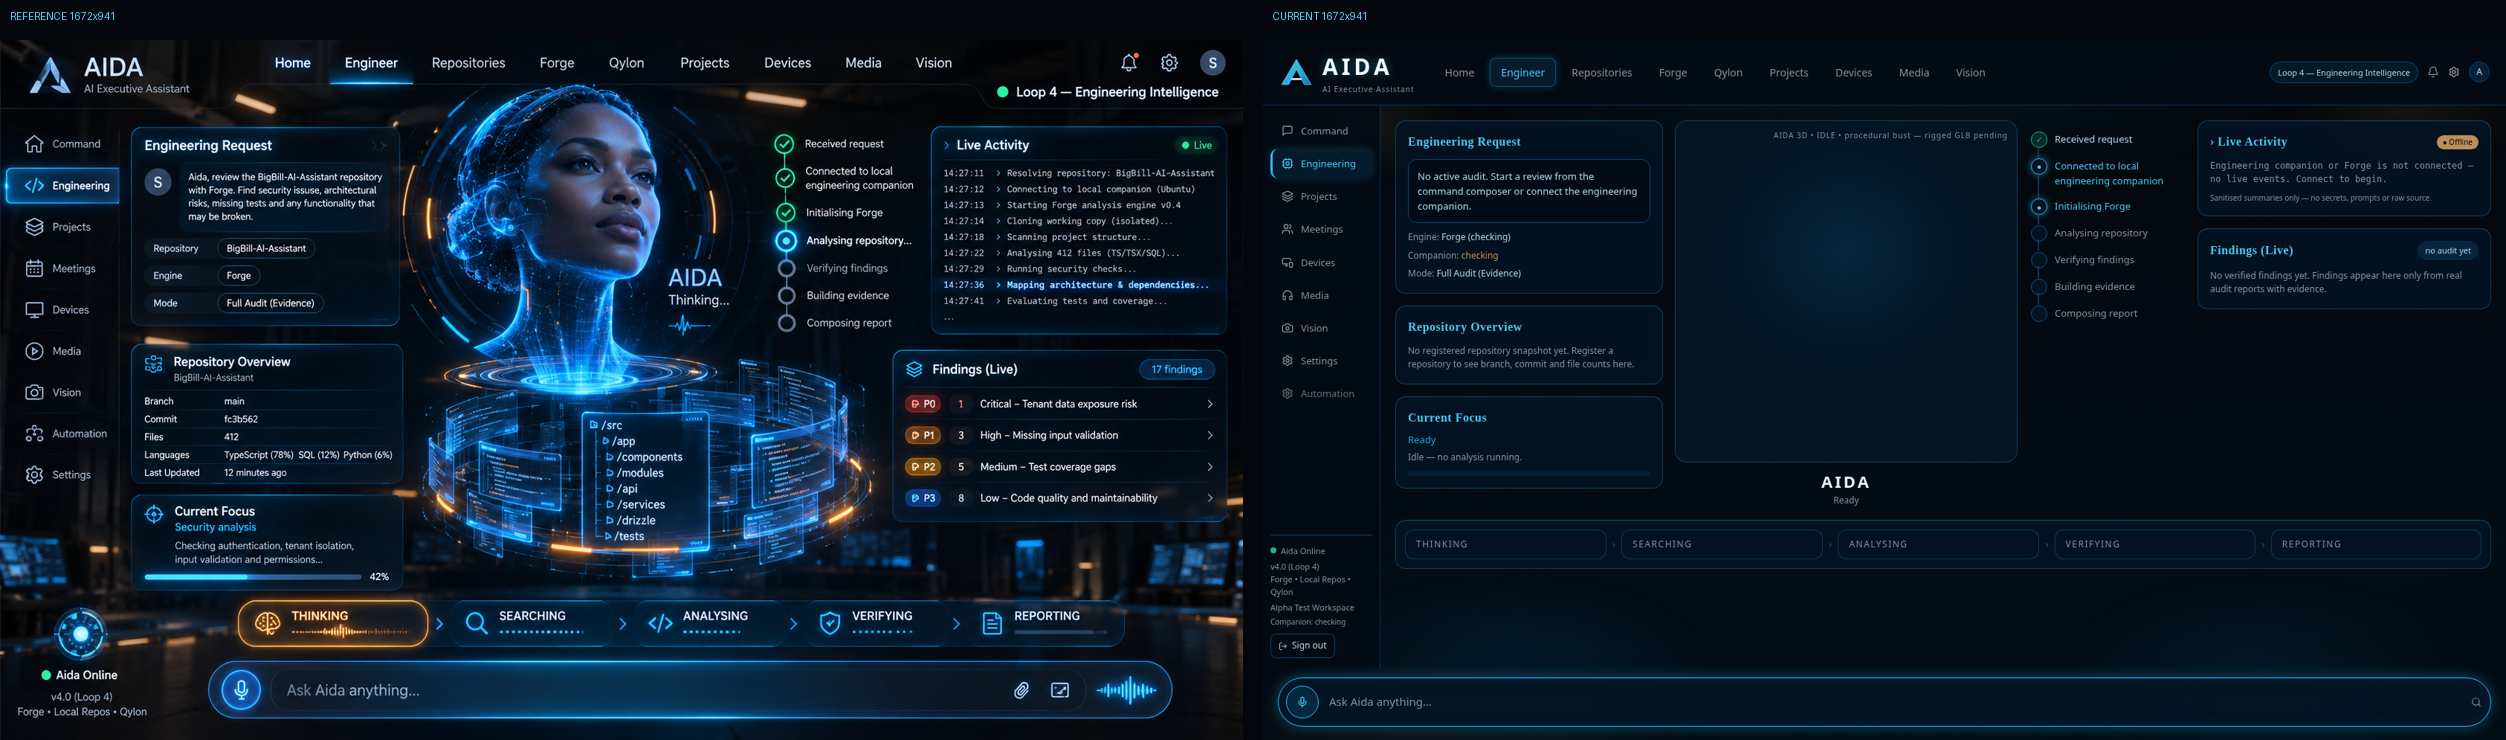 REFERENCE 1672x941
AIDA
AI Executive Assistant
Home
Engineer
Repositories
Forge
Qylon
Projects
Devices
Media
Vision
S
Loop 4 — Engineering Intelligence
Command
Engineering
Projects
Meetings
Devices
Media
Vision
Automation
Settings
Engineering Request
S
Aida, review the BigBill-AI-Assistant repository
with Forge. Find security issuse, architectural
risks, missing tests and any functionality that
may be broken.
Repository BigBill-AI-Assistant
Engine Forge
Mode Full Audit (Evidence)
Repository Overview
BigBill-AI-Assistant
Branch main
Commit fc3b562
Files 412
Languages TypeScript (78%) SQL (12%) Python (6%)
Last Updated 12 minutes ago
Current Focus
Security analysis
Checking authentication, tenant isolation,
input validation and permissions...
42%
AIDA
Thinking...
/src
/app
/components
/modules
/api
/services
/drizzle
/tests
Received request
Connected to local
engineering companion
Initialising Forge
Analysing repository...
Verifying findings
Building evidence
Composing report
› Live Activity
Live
14:27:11 › Resolving repository: BigBill-AI-Assistant
14:27:12 › Connecting to local companion (Ubuntu)
14:27:13 › Starting Forge analysis engine v0.4
14:27:14 › Cloning working copy (isolated)...
14:27:18 › Scanning project structure...
14:27:22 › Analysing 412 files (TS/TSX/SQL)...
14:27:29 › Running security checks...
14:27:36 › Mapping architecture & dependenciies...
14:27:41 › Evaluating tests and coverage...
...
Findings (Live)
17 findings
P0 1 Critical – Tenant data exposure risk
P1 3 High – Missing input validation
P2 5 Medium – Test coverage gaps
P3 8 Low – Code quality and maintainability
THINKING
SEARCHING
ANALYSING
VERIFYING
REPORTING
Aida Online
v4.0 (Loop 4)
Forge • Local Repos • Qylon
Ask Aida anything...
CURRENT 1672x941
AIDA
AI Executive Assistant
Home
Engineer
Repositories
Forge
Qylon
Projects
Devices
Media
Vision
Loop 4 — Engineering Intelligence
A
Command
Engineering
Projects
Meetings
Devices
Media
Vision
Settings
Automation
Aida Online
v4.0 (Loop 4)
Forge • Local Repos •
Qylon
Alpha Test Workspace
Companion: checking
Sign out
Engineering Request
No active audit. Start a review from the
command composer or connect the engineering
companion.
Engine: Forge (checking)
Companion: checking
Mode: Full Audit (Evidence)
Repository Overview
No registered repository snapshot yet. Register a
repository to see branch, commit and file counts here.
Current Focus
Ready
Idle — no analysis running.
AIDA 3D • IDLE • procedural bust — rigged GLB pending
AIDA
Ready
Received request
Connected to local
engineering companion
Initialising Forge
Analysing repository
Verifying findings
Building evidence
Composing report
› Live Activity
• Offline
Engineering companion or Forge is not connected —
no live events. Connect to begin.
Sanitised summaries only — no secrets, prompts or raw source.
Findings (Live)
no audit yet
No verified findings yet. Findings appear here only from real
audit reports with evidence.
THINKING
›
SEARCHING
›
ANALYSING
›
VERIFYING
›
REPORTING
Ask Aida anything...